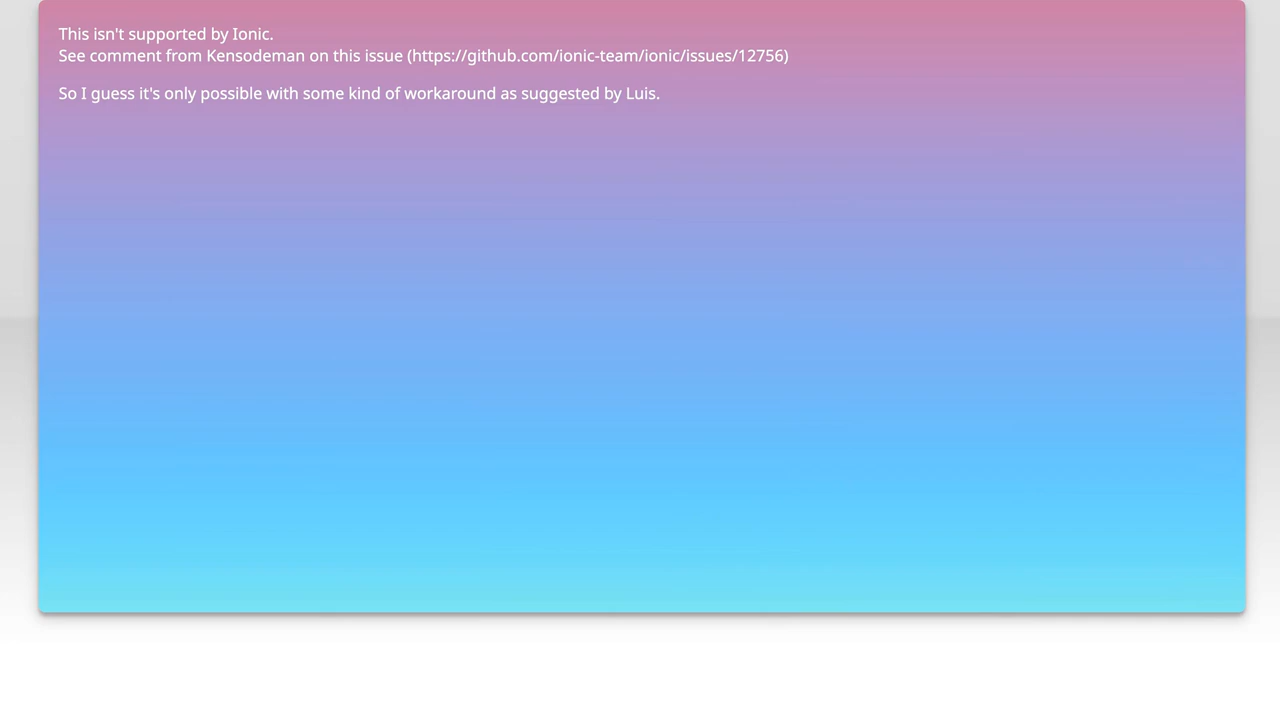 This isn't supported by Ionic.
See comment from Kensodeman on this issue (https://github.com/ionic-team/ionic/issues/12756)
So I guess it's only possible with some kind of workaround as suggested by Luis.